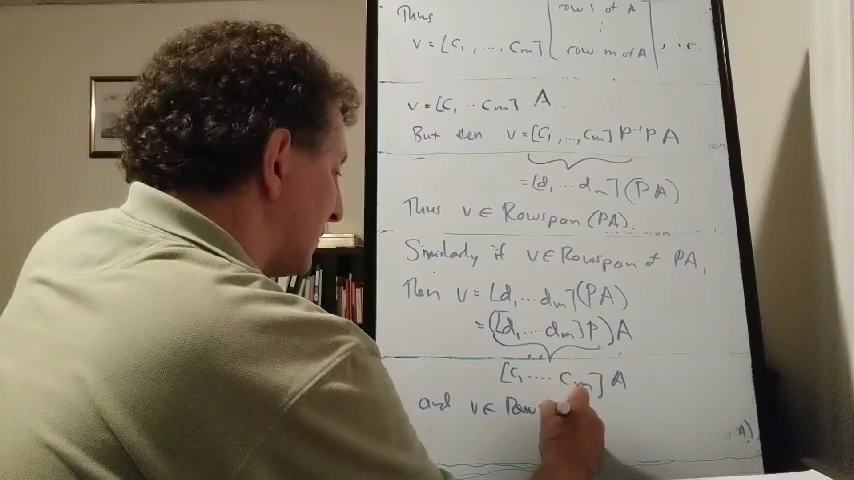 Thus
row 1 of A
v = [c₁, ... cₘ] ⋮ , i.e.
row m of A
v = [c₁ ... cₘ] A .
But then v = [c₁, ..., cₘ] P⁻¹ P A
= [d₁ ... dₘ] (PA)
Thus v ∈ Rowspan (PA).
Similarly if v ∈ Rowspan of PA,
then v = [d₁ ... dₘ] (PA)
= ([d₁ ... dₘ] P) A
[c₁ .... cₘ] A
and v ∈ Row
A)